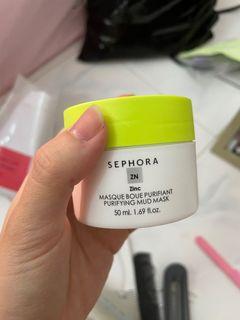 SEPHORA
ZN
Zinc
MASQUE BOUE PURIFIANT
PURIFYING MUD MASK
50 ml. 1.69 fl.oz.